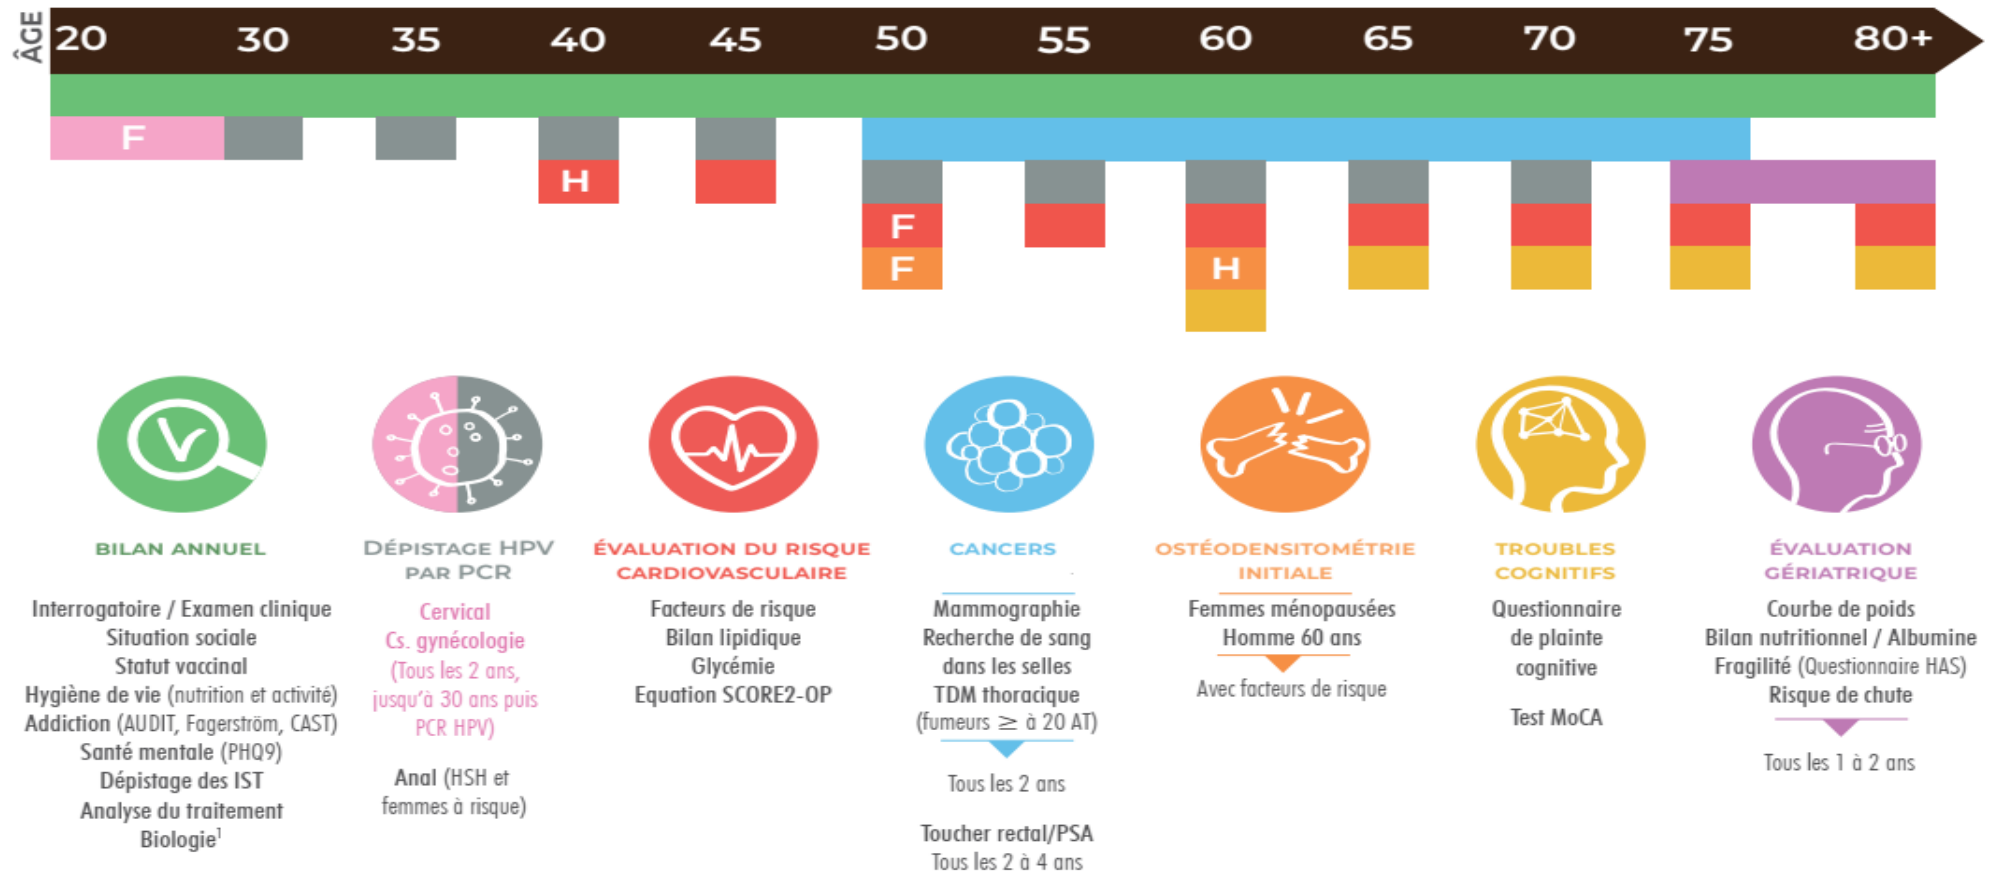 ÂGE
20 30 35 40 45 50 55 60 65 70 75 80+
F
H
F
F H
BILAN ANNUEL
Interrogatoire / Examen clinique
Situation sociale
Statut vaccinal
Hygiène de vie (nutrition et activité)
Addiction (AUDIT, Fagerström, CAST)
Santé mentale (PHQ9)
Dépistage des IST
Analyse du traitement
Biologie¹
DÉPISTAGE HPV
PAR PCR
Cervical
Cs. gynécologie
(Tous les 2 ans,
jusqu'à 30 ans puis
PCR HPV)
Anal (HSH et
femmes à risque)
ÉVALUATION DU RISQUE
CARDIOVASCULAIRE
Facteurs de risque
Bilan lipidique
Glycémie
Equation SCORE2-OP
CANCERS
Mammographie
Recherche de sang
dans les selles
TDM thoracique
(fumeurs ≥ à 20 AT)
Tous les 2 ans
Toucher rectal/PSA
Tous les 2 à 4 ans
OSTÉODENSITOMÉTRIE
INITIALE
Femmes ménopausées
Homme 60 ans
Avec facteurs de risque
TROUBLES
COGNITIFS
Questionnaire
de plainte
cognitive
Test MoCA
ÉVALUATION
GÉRIATRIQUE
Courbe de poids
Bilan nutritionnel / Albumine
Fragilité (Questionnaire HAS)
Risque de chute
Tous les 1 à 2 ans